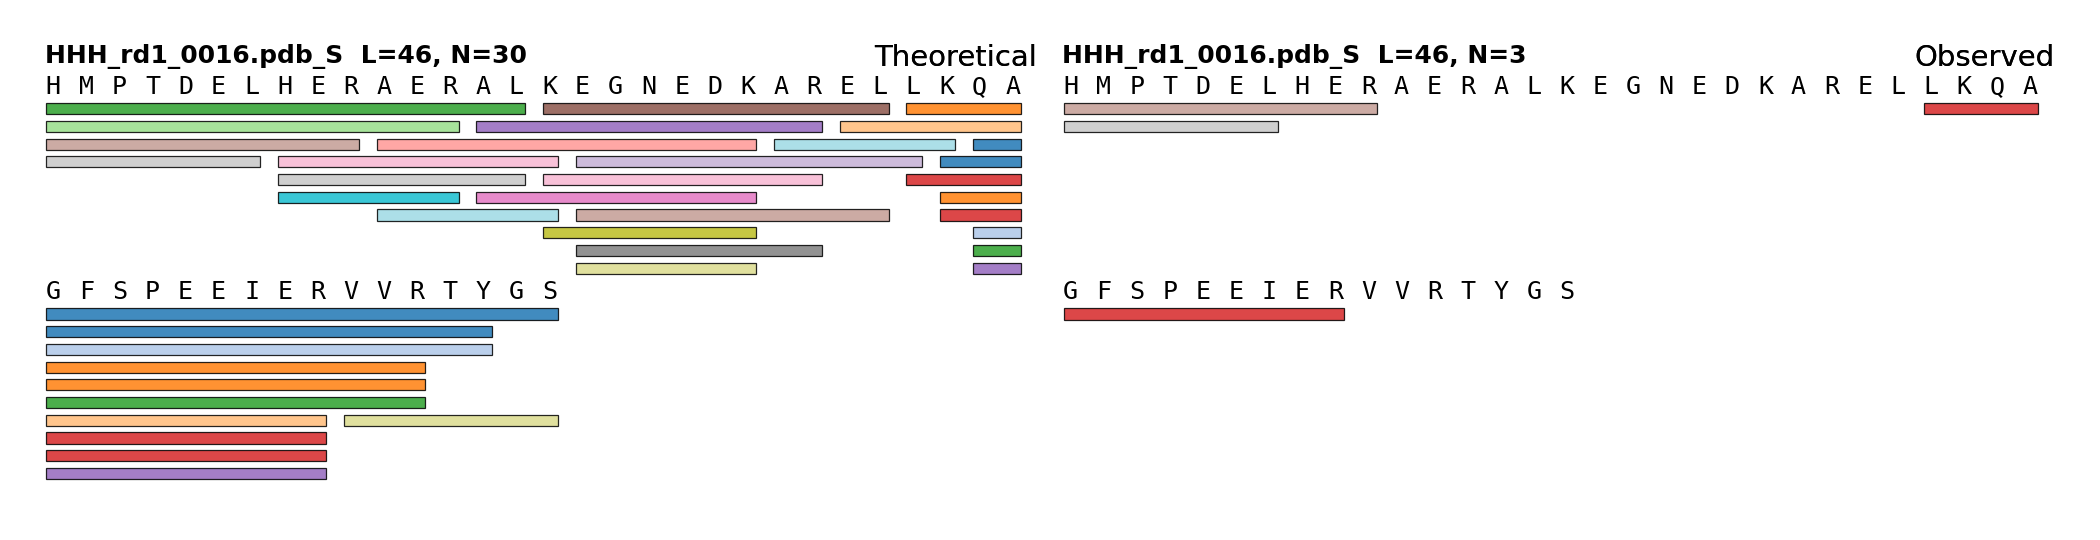 HHH_rd1_0016.pdb_S  L=46, N=30
Theoretical
H M P T D E L H E R A E R A L K E G N E D K A R E L L K Q A
G F S P E E I E R V V R T Y G S
HHH_rd1_0016.pdb_S  L=46, N=3
Observed
H M P T D E L H E R A E R A L K E G N E D K A R E L L K Q A
G F S P E E I E R V V R T Y G S